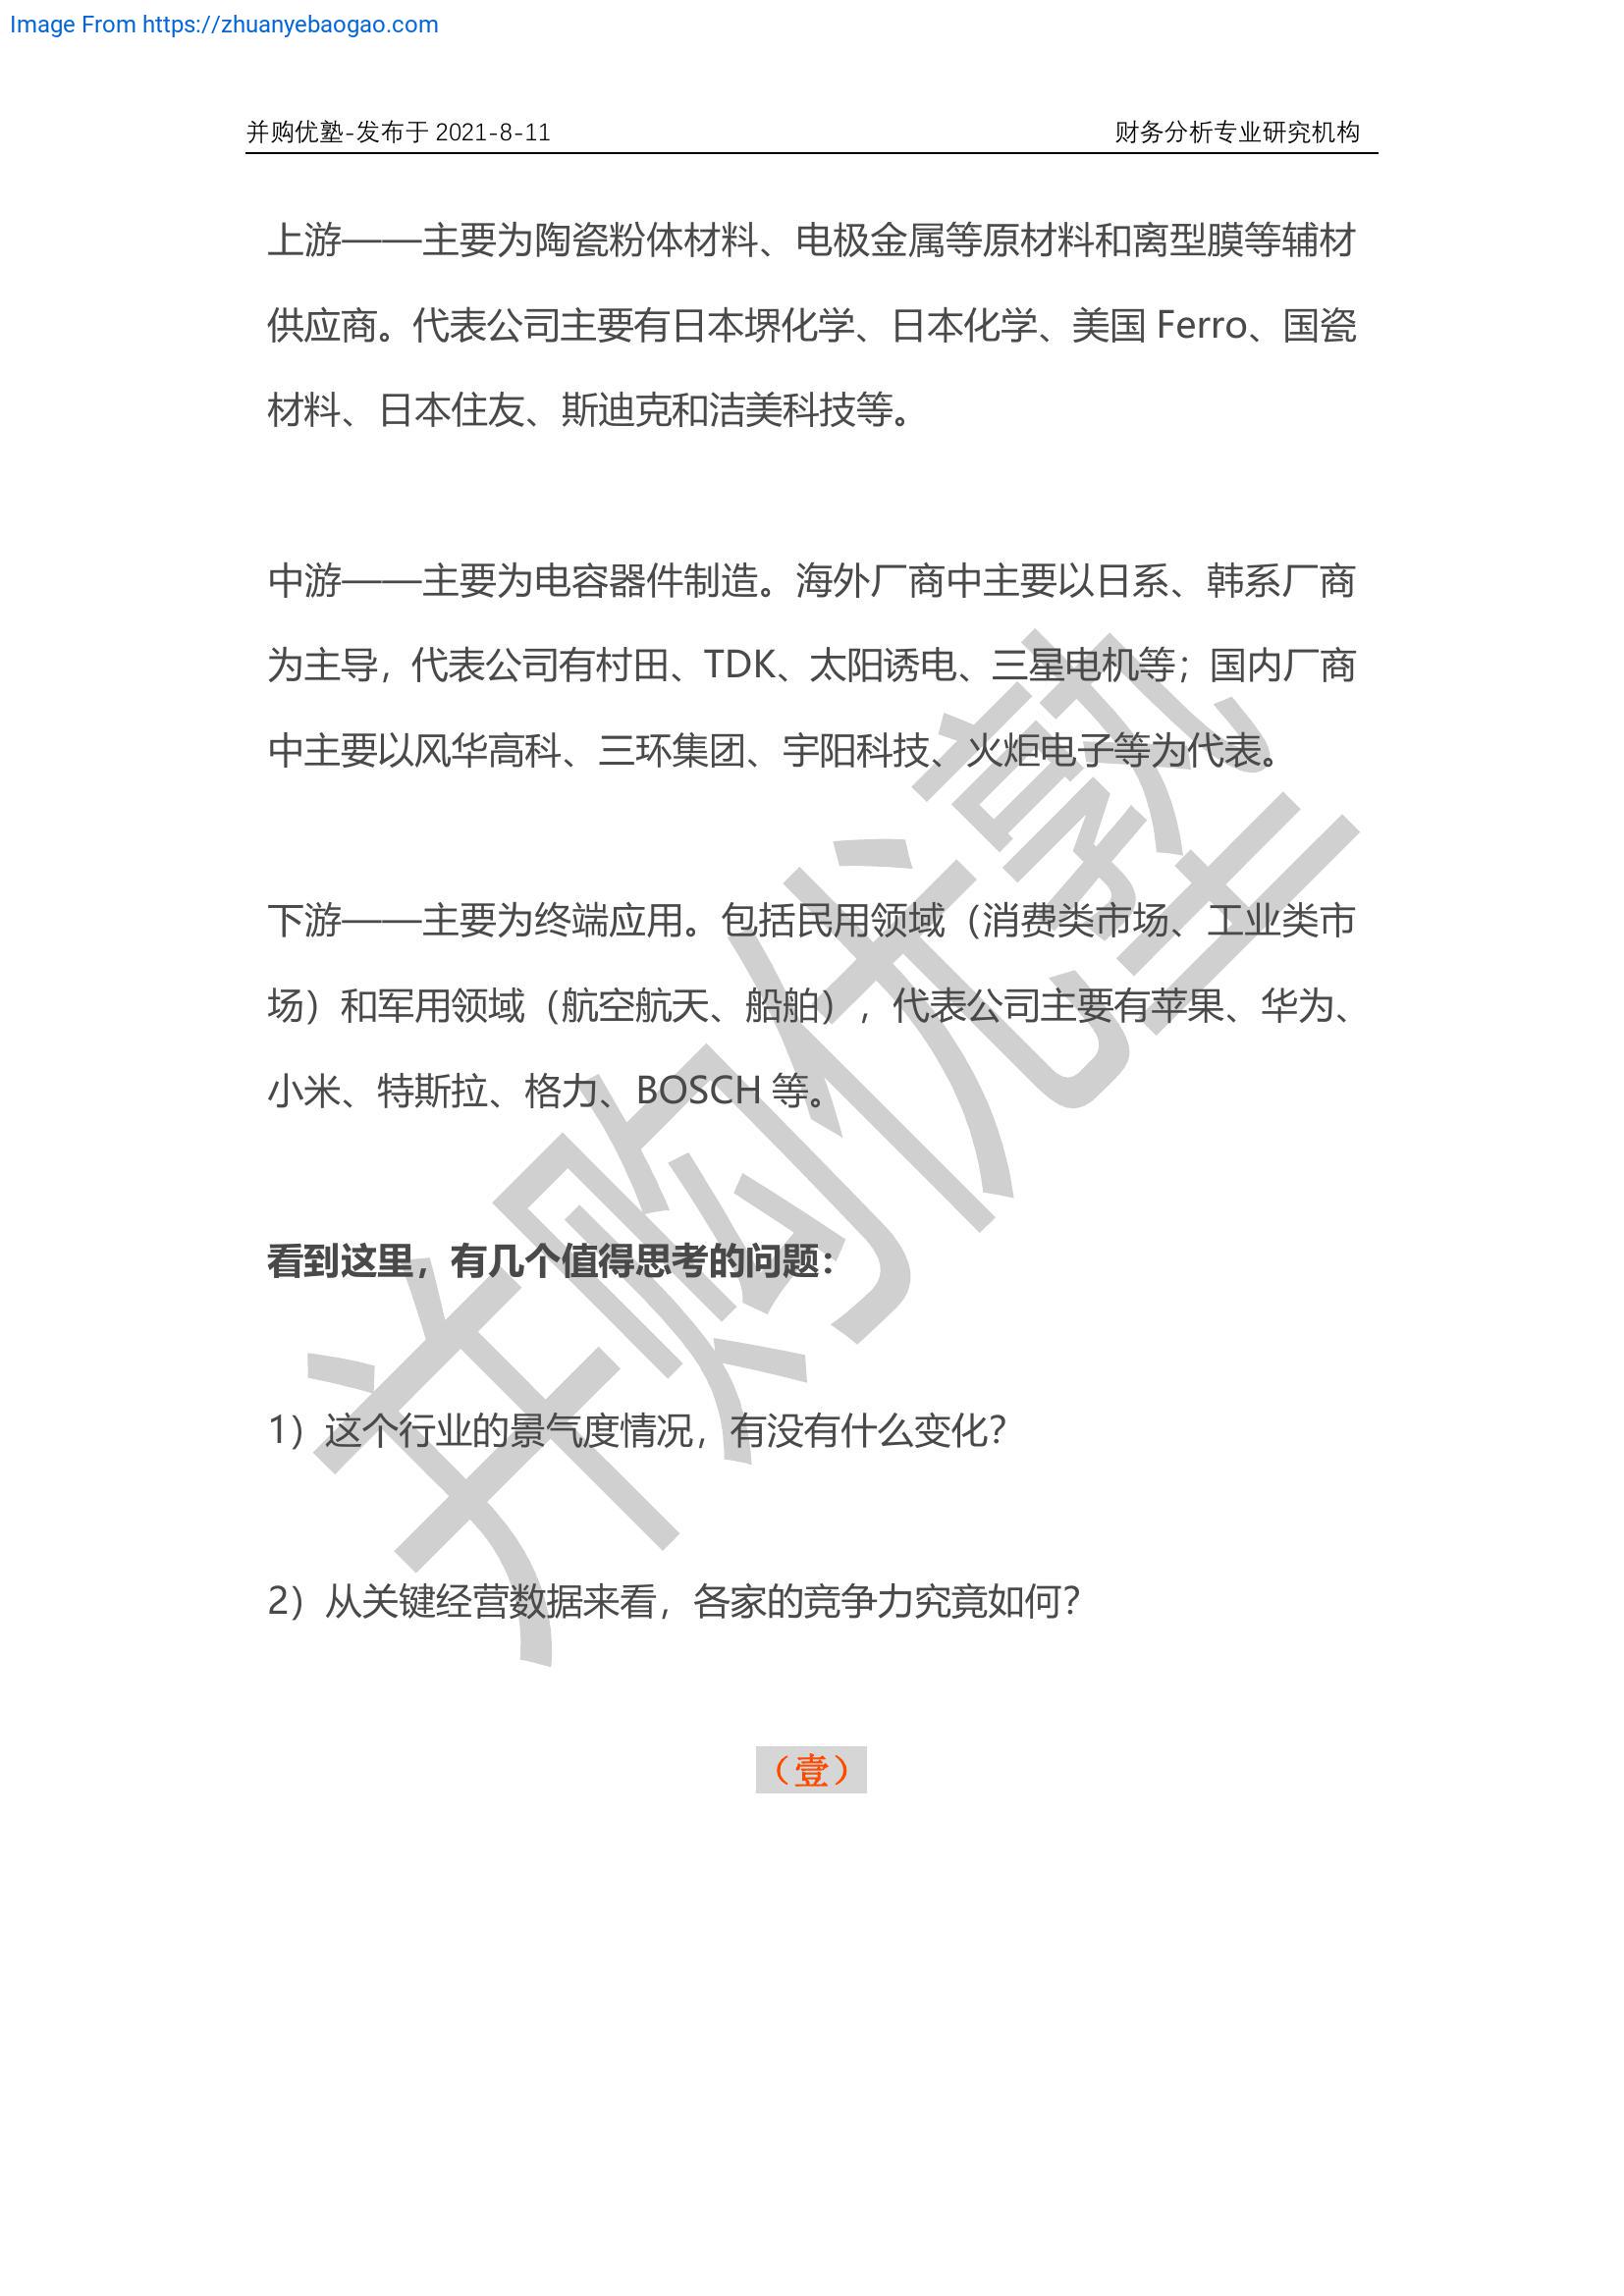 Image From https://zhuanyebaogao.com
并购优塾-发布于 2021-8-11 财务分析专业研究机构
上游——主要为陶瓷粉体材料、电极金属等原材料和离型膜等辅材
供应商。代表公司主要有日本堺化学、日本化学、美国 Ferro、国瓷
材料、日本住友、斯迪克和洁美科技等。
中游——主要为电容器件制造。海外厂商中主要以日系、韩系厂商
为主导，代表公司有村田、TDK、太阳诱电、三星电机等；国内厂商
中主要以风华高科、三环集团、宇阳科技、火炬电子等为代表。
下游——主要为终端应用。包括民用领域（消费类市场、工业类市
场）和军用领域（航空航天、船舶），代表公司主要有苹果、华为、
小米、特斯拉、格力、BOSCH 等。
看到这里，有几个值得思考的问题：
1）这个行业的景气度情况，有没有什么变化？
2）从关键经营数据来看，各家的竞争力究竟如何？
（壹）
并购优塾